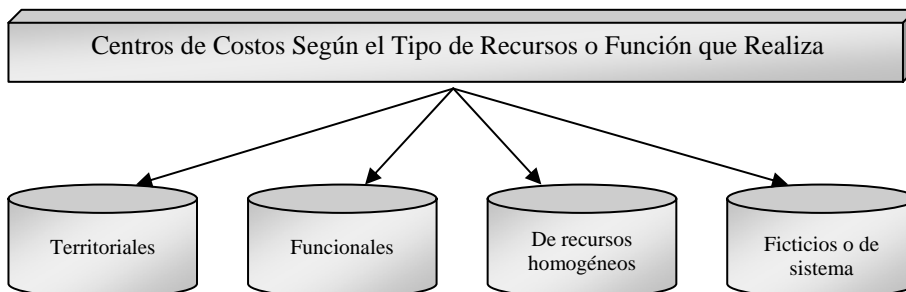 Centros de Costos Según el Tipo de Recursos o Función que Realiza
Territoriales
Funcionales
De recursos
homogéneos
Ficticios o de
sistema